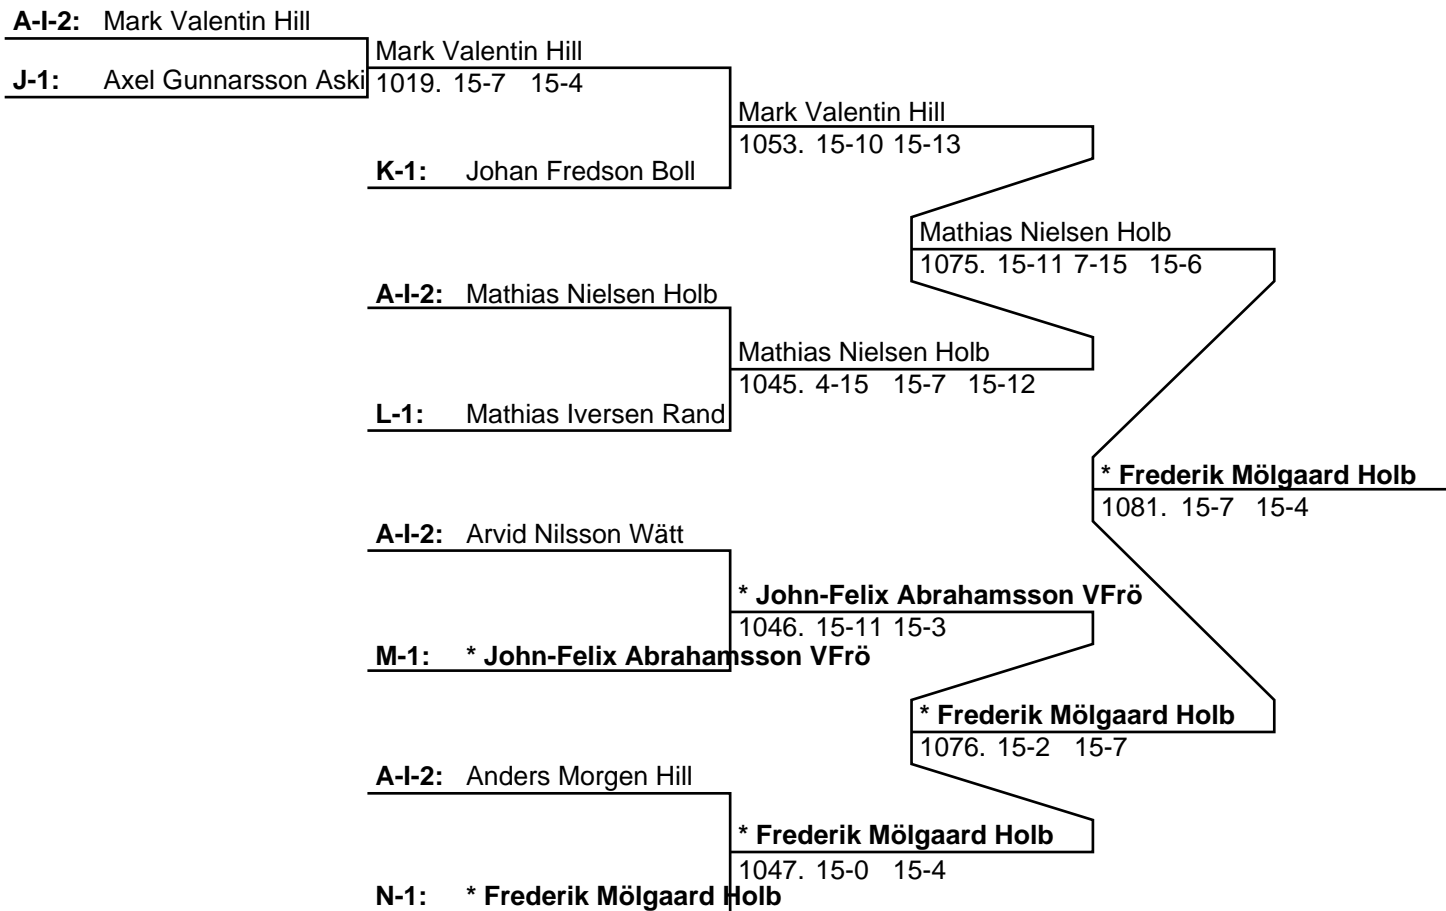 A-I-2: Mark Valentin Hill
Mark Valentin Hill
J-1: Axel Gunnarsson Aski
1019. 15-7 15-4
Mark Valentin Hill
1053. 15-10 15-13
K-1: Johan Fredson Boll
Mathias Nielsen Holb
1075. 15-11 7-15 15-6
A-I-2: Mathias Nielsen Holb
Mathias Nielsen Holb
1045. 4-15 15-7 15-12
L-1: Mathias Iversen Rand
* Frederik Mölgaard Holb
1081. 15-7 15-4
A-I-2: Arvid Nilsson Wätt
* John-Felix Abrahamsson VFrö
1046. 15-11 15-3
M-1: * John-Felix Abrahamsson VFrö
* Frederik Mölgaard Holb
1076. 15-2 15-7
A-I-2: Anders Morgen Hill
* Frederik Mölgaard Holb
1047. 15-0 15-4
N-1: * Frederik Mölgaard Holb